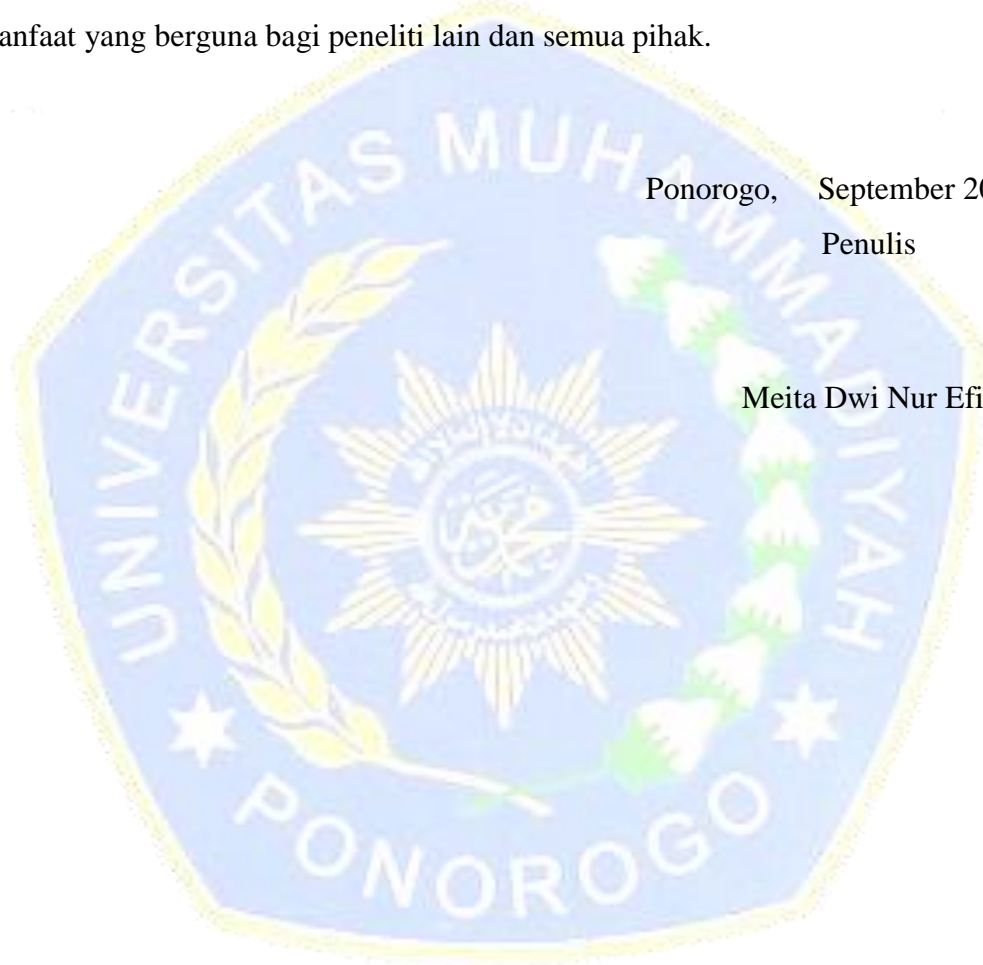 anfaat yang berguna bagi peneliti lain dan semua pihak.
Ponorogo, September 20
Penulis
Meita Dwi Nur Efi
UNIVERSITAS MUHAMMADIYAH
PONOROGO